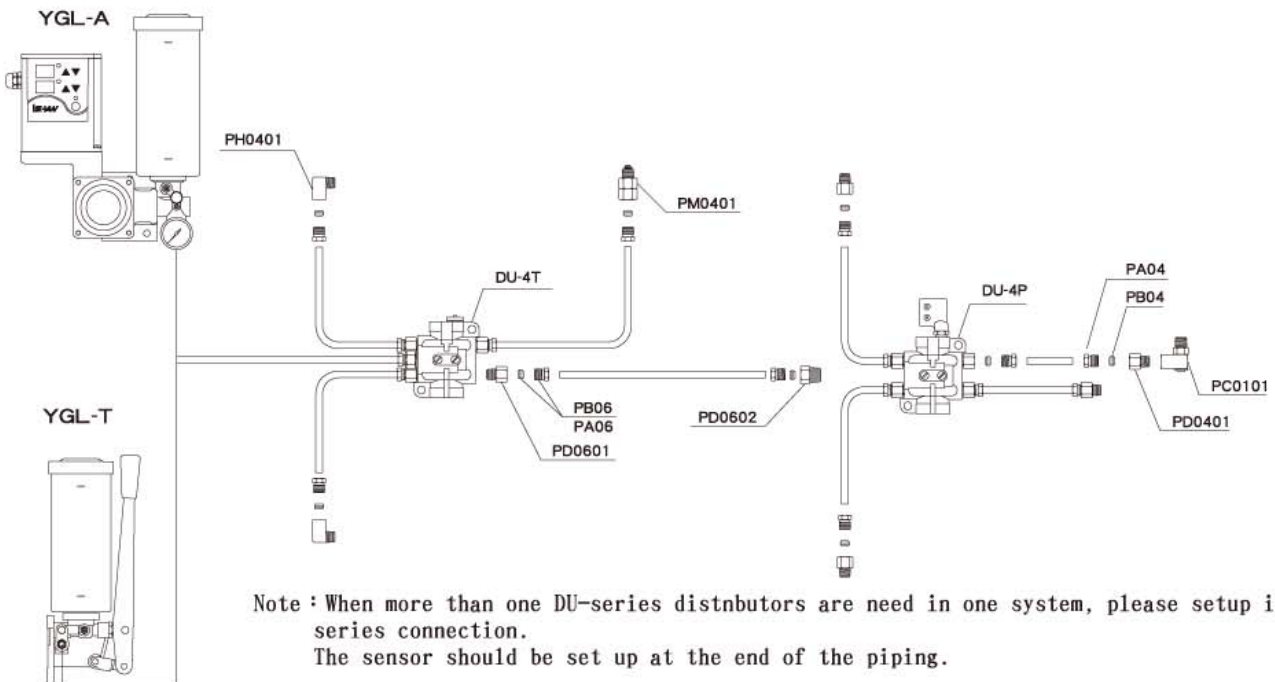 YGL-A
PH0401
PM0401
DU-4T
DU-4P
PA04
PB04
PC0101
PD0401
PB06
PA06
PD0601
PD0602
YGL-T
Note：When more than one DU-series distnbutors are need in one system, please setup i
series connection.
The sensor should be set up at the end of the piping.